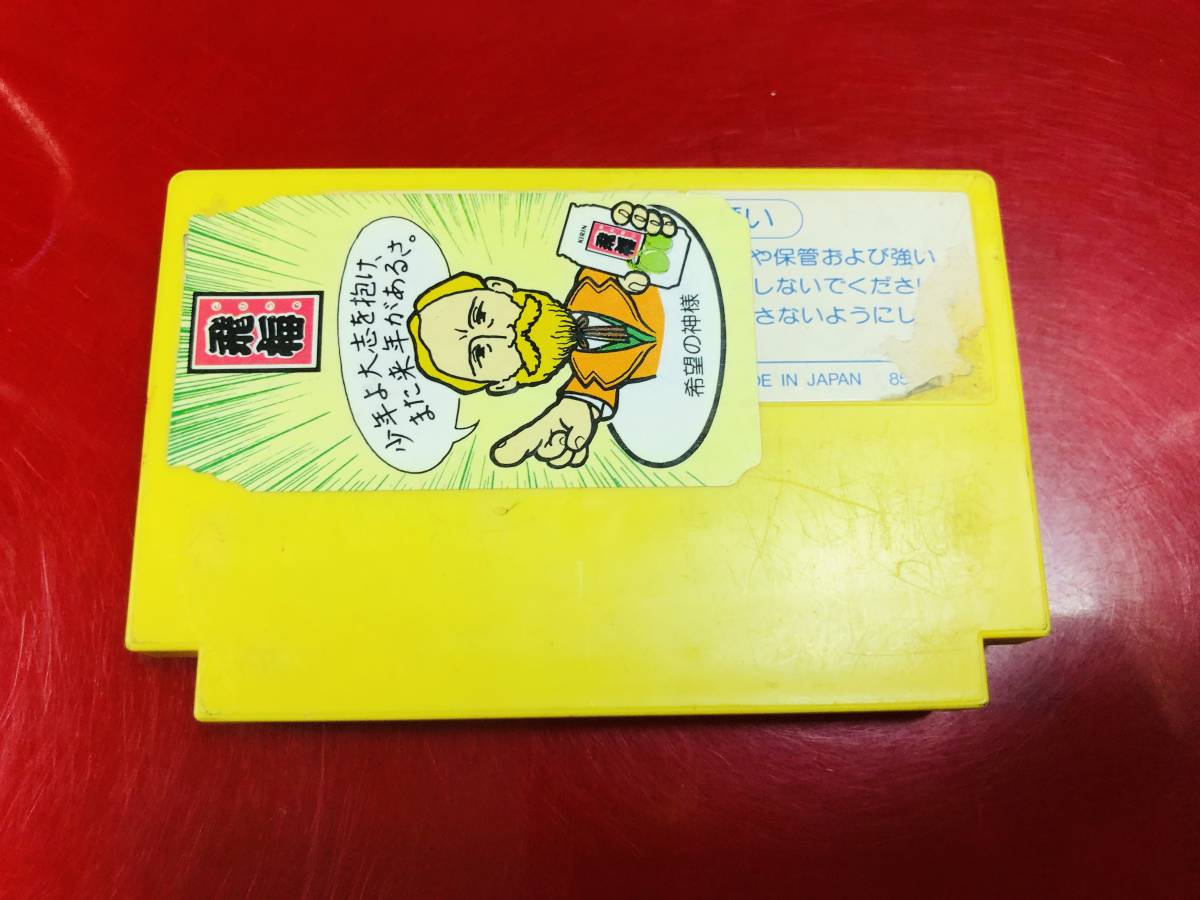 少年よ大志を抱け、
また来年があるさ。
飛梅
KIRIN
飛梅
希望の神様
い
や保管および強い
しないでくださ
さないようにし
DE IN JAPAN 85